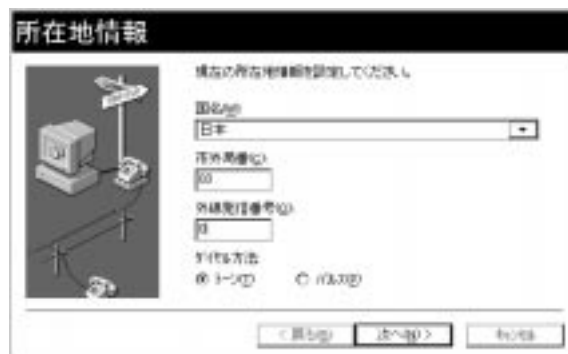 所在地情報
現在の所在地情報を設定してください。
国名(W)
日本
市外局番(C)
03
外線発信番号(O)
0
ダイヤル方法
トーン(T) パルス(P)
< 戻る(B) 次へ(N) > キャンセル